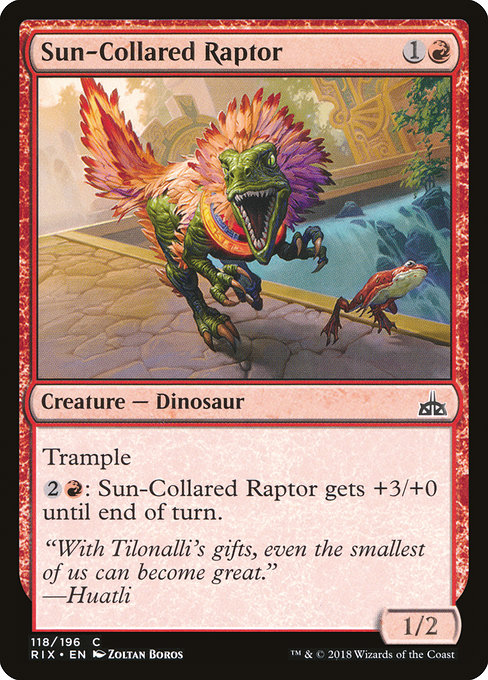 Sun-Collared Raptor 1
Creature — Dinosaur
Trample
2: Sun-Collared Raptor gets +3/+0
until end of turn.
“With Tilonalli’s gifts, even the smallest
of us can become great.”
—Huatli
1/2
118/196 C
RIX • EN Zoltan Boros
™ & © 2018 Wizards of the Coast